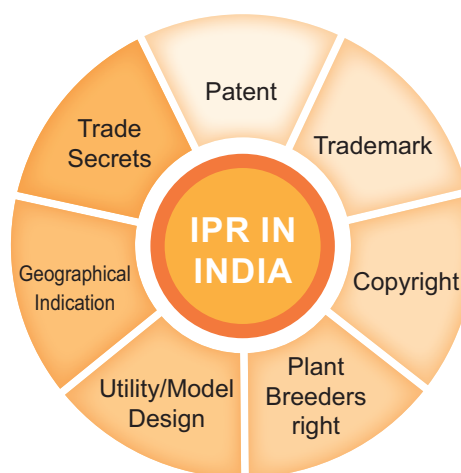 Patent
Trademark
Copyright
Plant
Breeders
right
Utility/Model
Design
Geographical
Indication
Trade
Secrets
IPR IN
INDIA